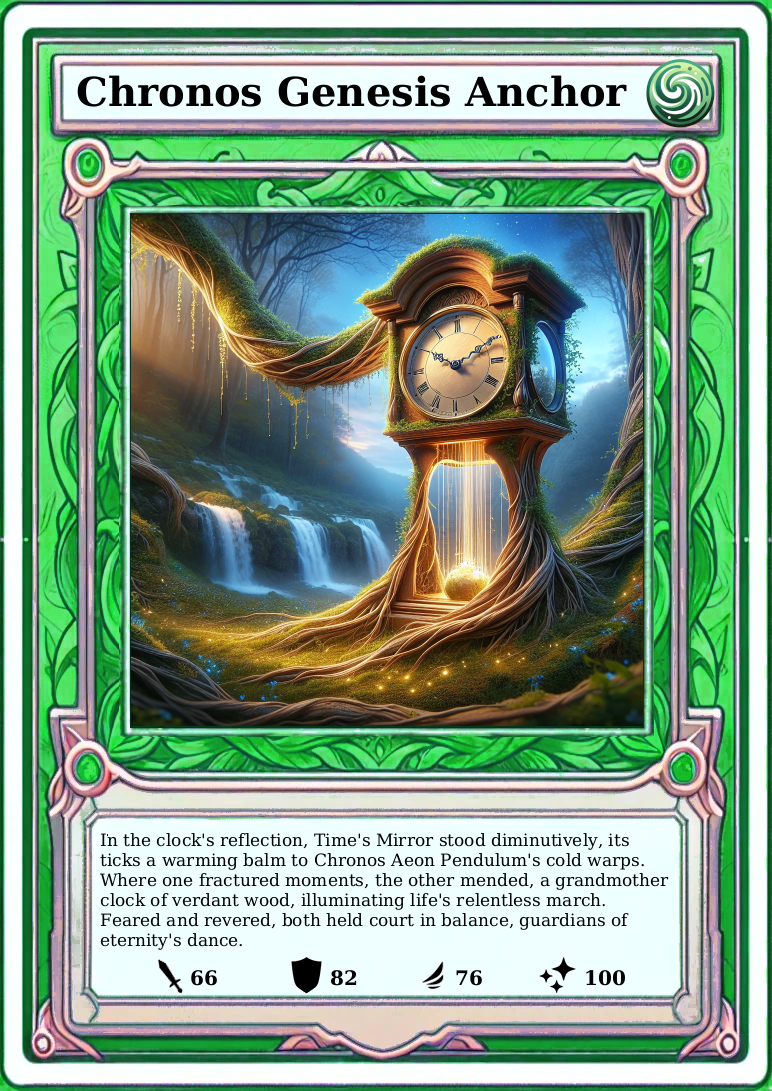 Chronos Genesis Anchor
In the clock's reflection, Time's Mirror stood diminutively, its
ticks a warming balm to Chronos Aeon Pendulum's cold warps.
Where one fractured moments, the other mended, a grandmother
clock of verdant wood, illuminating life's relentless march.
Feared and revered, both held court in balance, guardians of
eternity's dance.
66 82 76 100